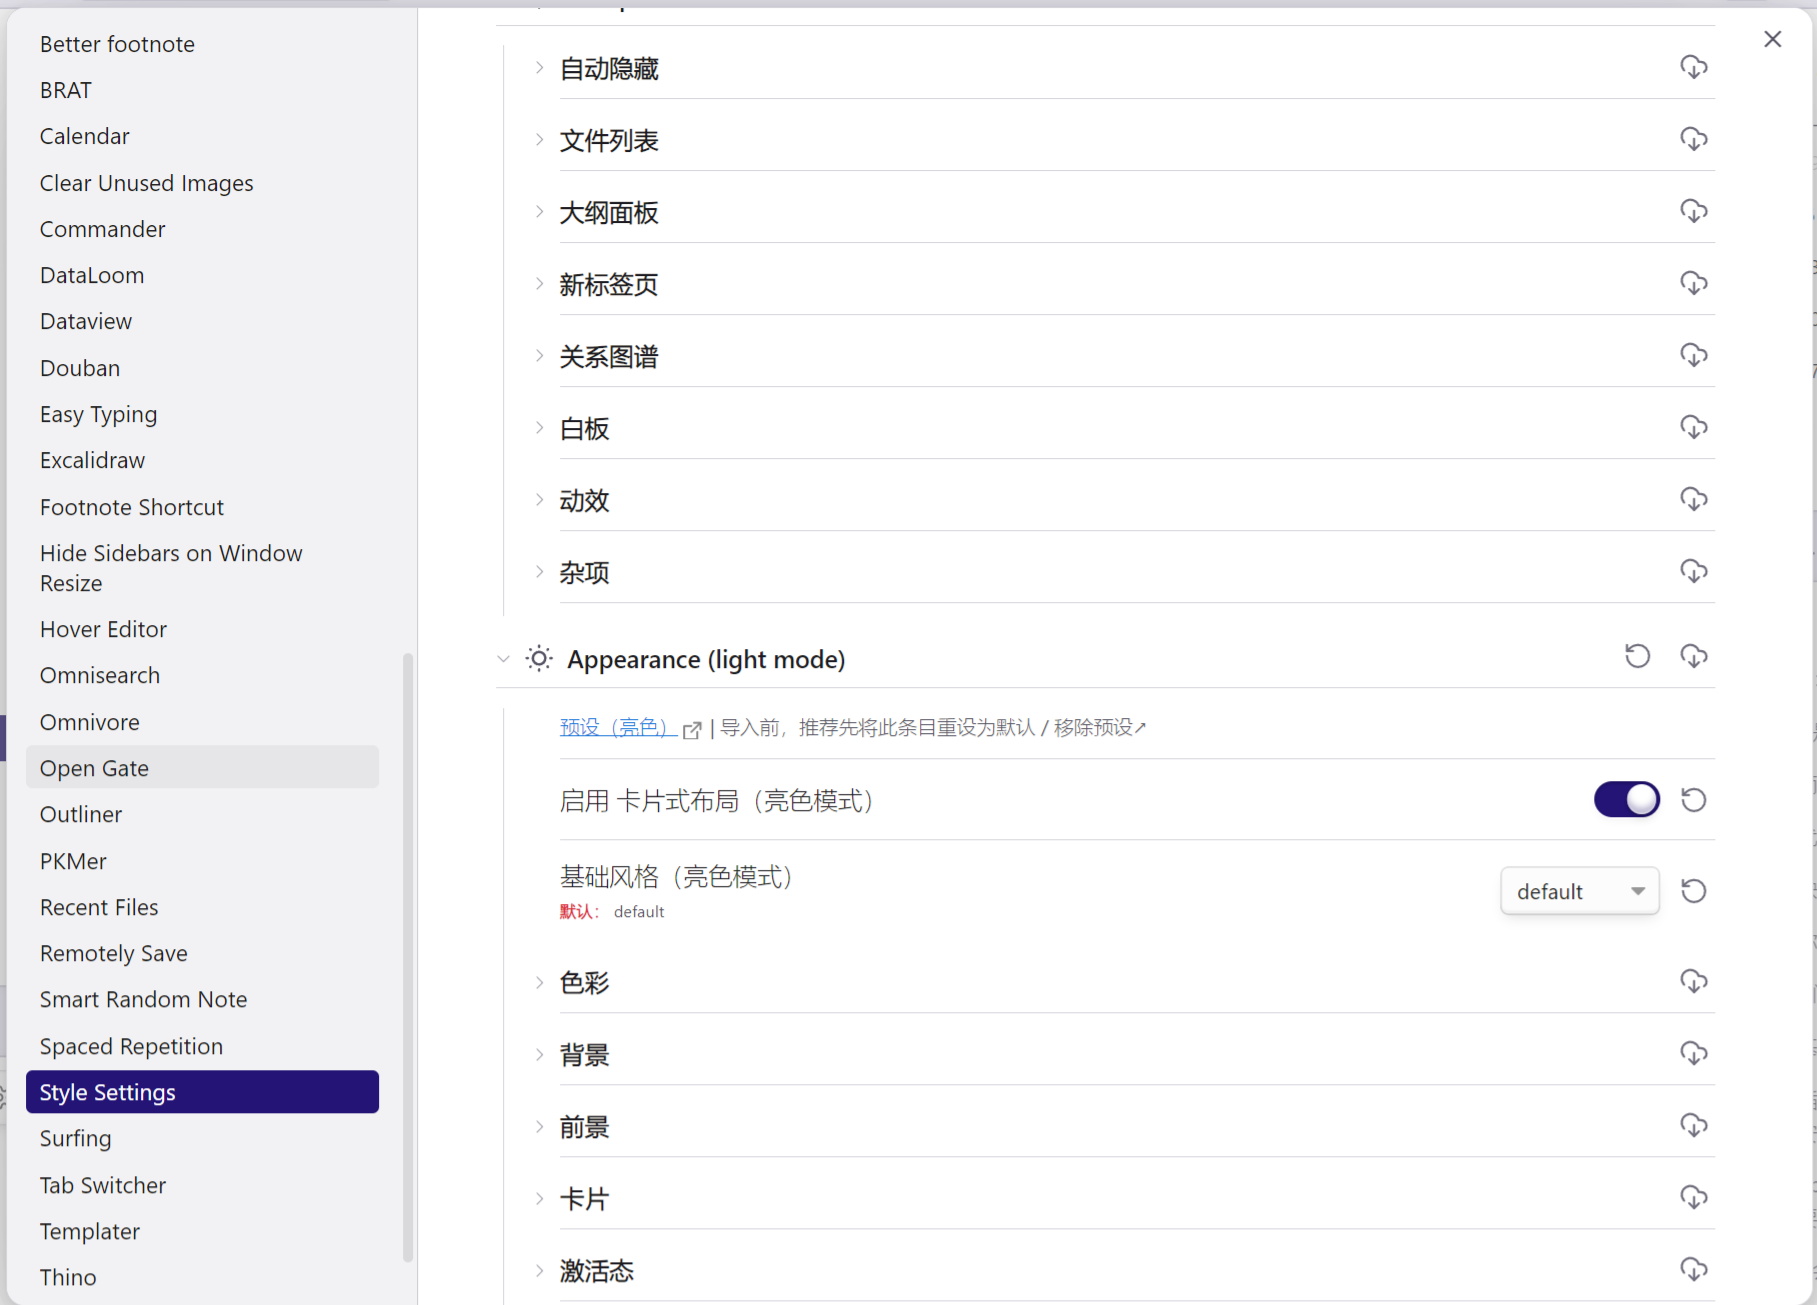 Better footnote
BRAT
Calendar
Clear Unused Images
Commander
DataLoom
Dataview
Douban
Easy Typing
Excalidraw
Footnote Shortcut
Hide Sidebars on Window
Resize
Hover Editor
Omnisearch
Omnivore
Open Gate
Outliner
PKMer
Recent Files
Remotely Save
Smart Random Note
Spaced Repetition
Style Settings
Surfing
Tab Switcher
Templater
Thino
自动隐藏
文件列表
大纲面板
新标签页
关系图谱
白板
动效
杂项
Appearance (light mode)
预设（亮色） | 导入前，推荐先将此条目重设为默认 / 移除预设↗
启用 卡片式布局（亮色模式）
基础风格（亮色模式）
默认： default
default
色彩
背景
前景
卡片
激活态